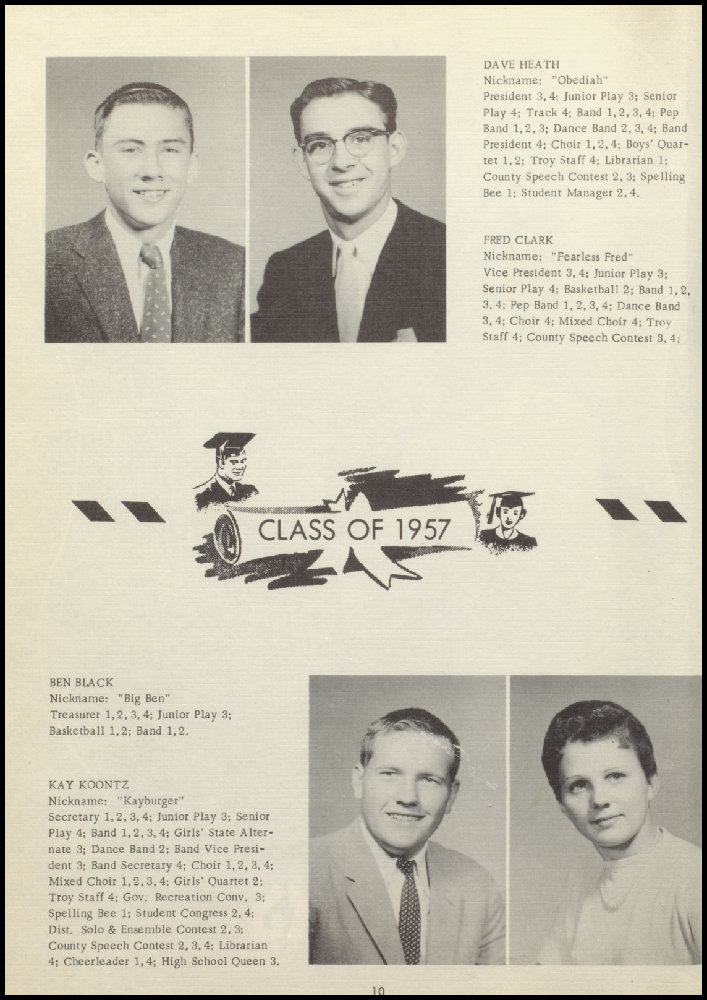 DAVE HEATH
Nickname: "Obediah"
President 3, 4; Junior Play 3; Senior
Play 4; Track 4; Band 1, 2, 3, 4; Pep
Band 1, 2, 3; Dance Band 2, 3, 4; Band
President 4; Choir 1, 2, 4; Boys' Quar-
tet 1, 2; Troy Staff 4; Librarian 1;
County Speech Contest 2, 3; Spelling
Bee 1; Student Manager 2, 4.
FRED CLARK
Nickname: "Fearless Fred"
Vice President 3, 4; Junior Play 3;
Senior Play 4; Basketball 2; Band 1, 2,
3, 4; Pep Band 1, 2, 3, 4; Dance Band
3, 4; Choir 4; Mixed Choir 4; Troy
Staff 4; County Speech Contest 3, 4;
CLASS OF 1957
BEN BLACK
Nickname: "Big Ben"
Treasurer 1, 2, 3, 4; Junior Play 3;
Basketball 1, 2; Band 1, 2.
KAY KOONTZ
Nickname: "Kayburger"
Secretary 1, 2, 3, 4; Junior Play 3; Senior
Play 4; Band 1, 2, 3, 4; Girls' State Alter-
nate 3; Dance Band 2; Band Vice Presi-
dent 3; Band Secretary 4; Choir 1, 2, 3, 4;
Mixed Choir 1, 2, 3, 4; Girls' Quartet 2;
Troy Staff 4; Gov. Recreation Conv. 3;
Spelling Bee 1; Student Congress 2, 4;
Dist. Solo & Ensemble Contest 2, 3;
County Speech Contest 2, 3, 4; Librarian
4; Cheerleader 1, 4; High School Queen 3.
10